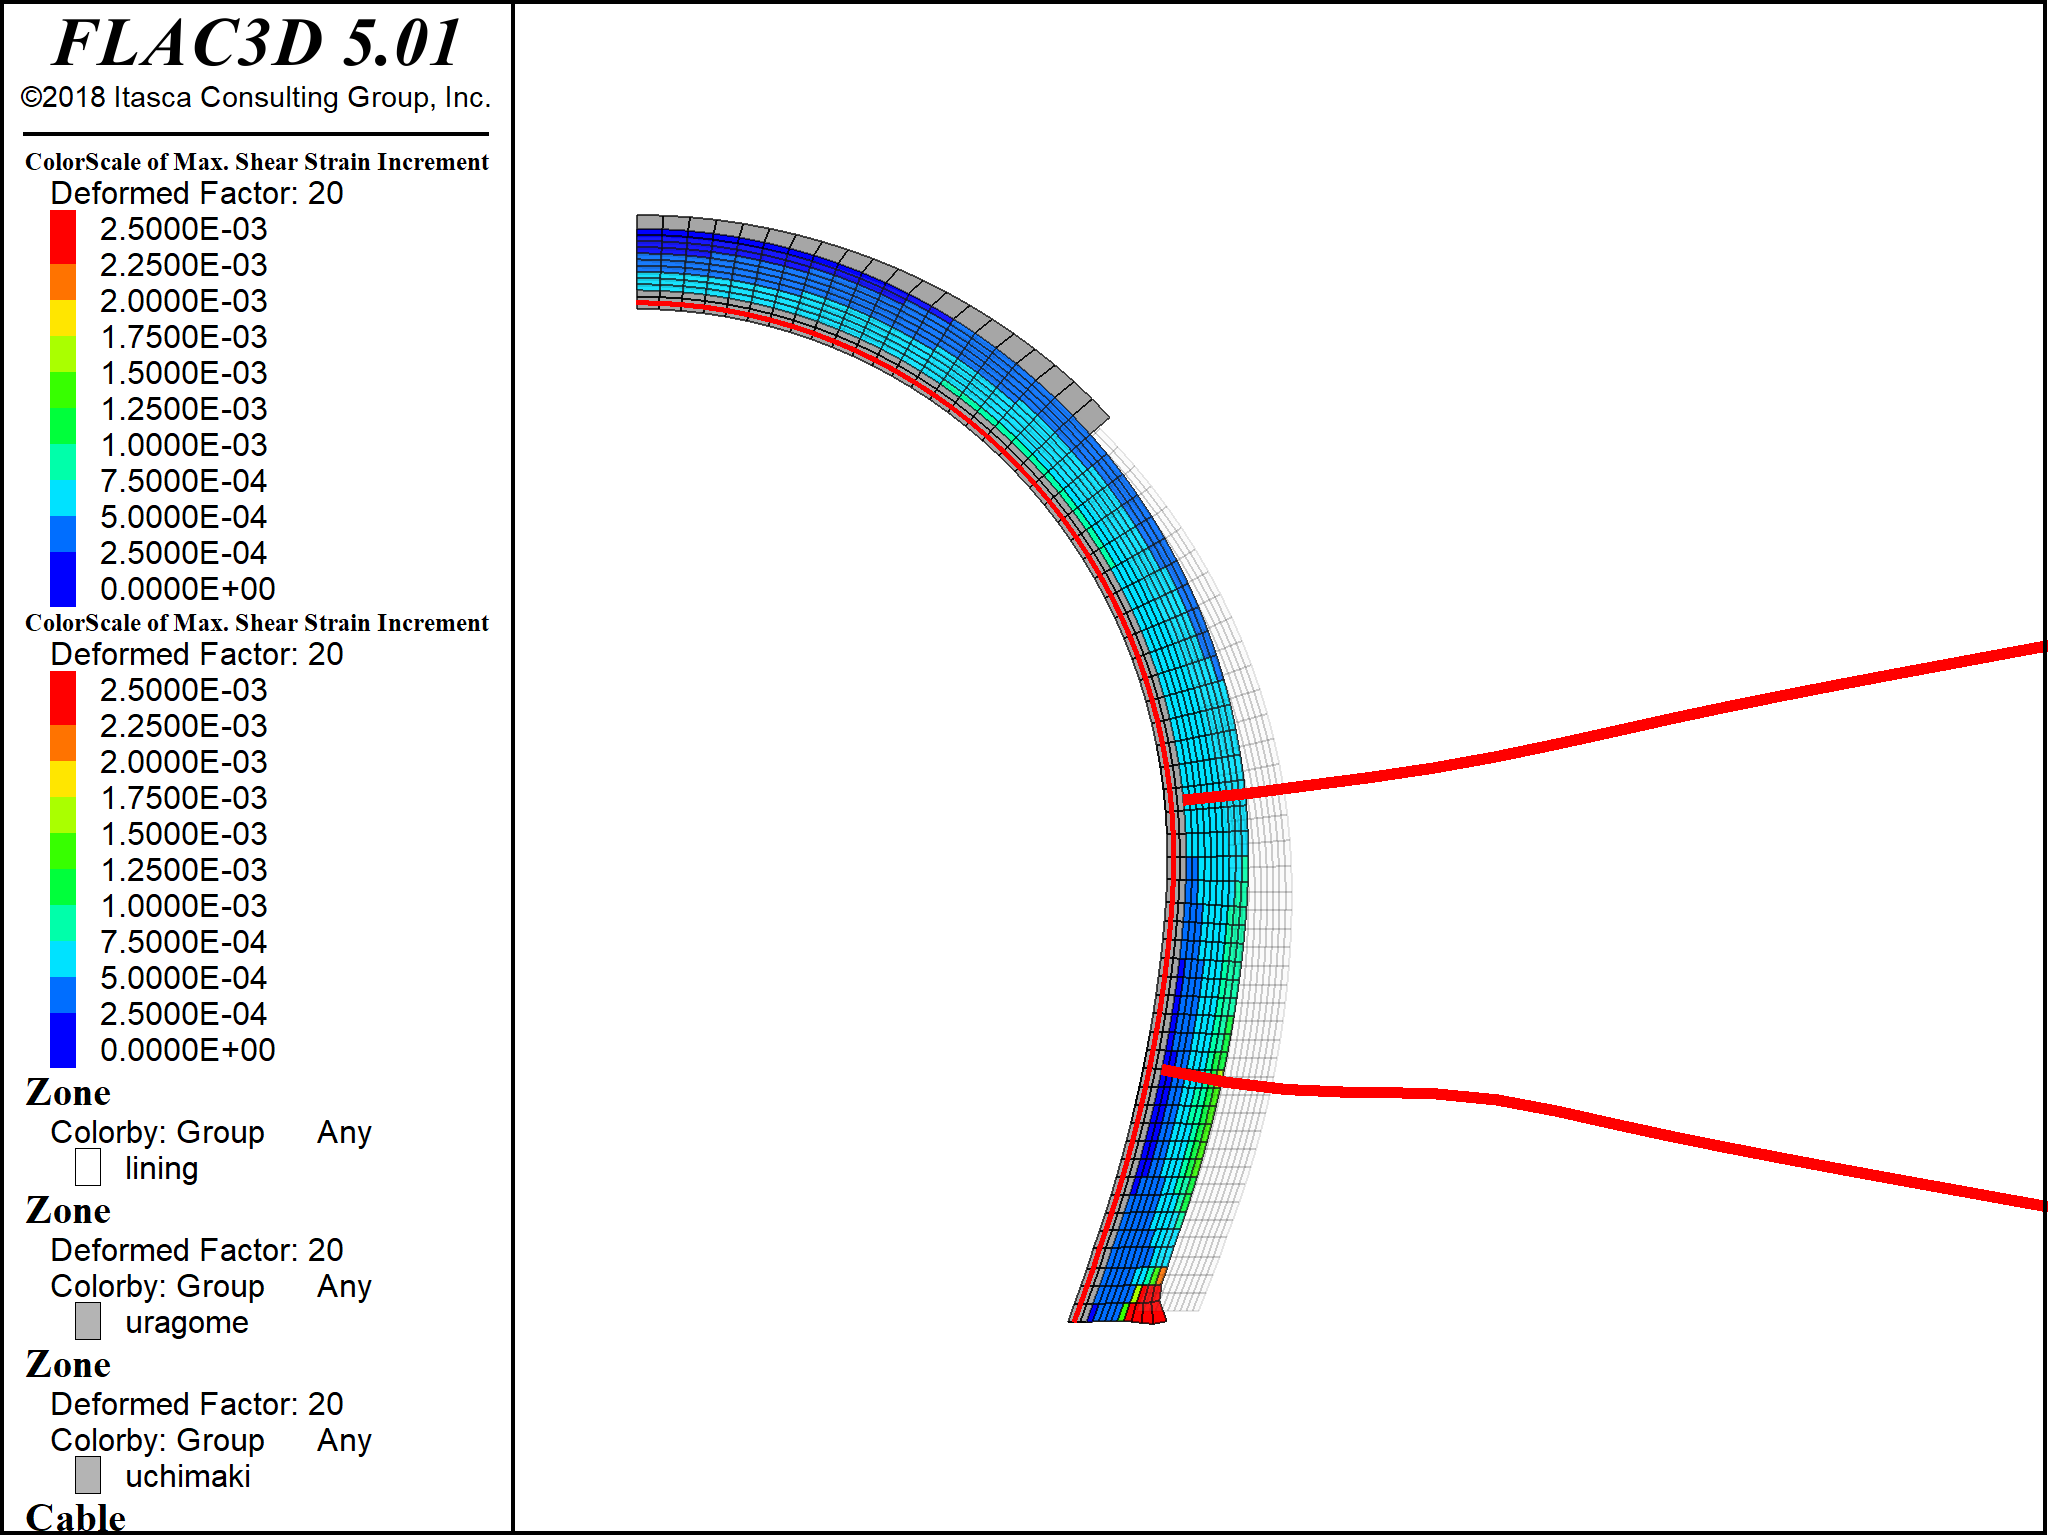 FLAC3D 5.01
©2018 Itasca Consulting Group, Inc.
ColorScale of Max. Shear Strain Increment
Deformed Factor: 20
2.5000E-03
2.2500E-03
2.0000E-03
1.7500E-03
1.5000E-03
1.2500E-03
1.0000E-03
7.5000E-04
5.0000E-04
2.5000E-04
0.0000E+00
ColorScale of Max. Shear Strain Increment
Deformed Factor: 20
2.5000E-03
2.2500E-03
2.0000E-03
1.7500E-03
1.5000E-03
1.2500E-03
1.0000E-03
7.5000E-04
5.0000E-04
2.5000E-04
0.0000E+00
Zone
Colorby: Group Any
lining
Zone
Deformed Factor: 20
Colorby: Group Any
uragome
Zone
Deformed Factor: 20
Colorby: Group Any
uchimaki
Cable